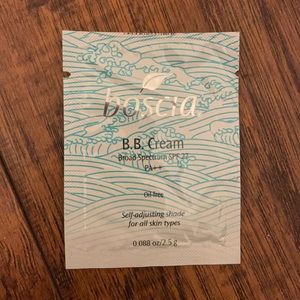 boscia
B.B. Cream
Broad Spectrum SPF 27
PA++
Oil-free
Self-adjusting shade
for all skin types
0.088 oz/2.5 g